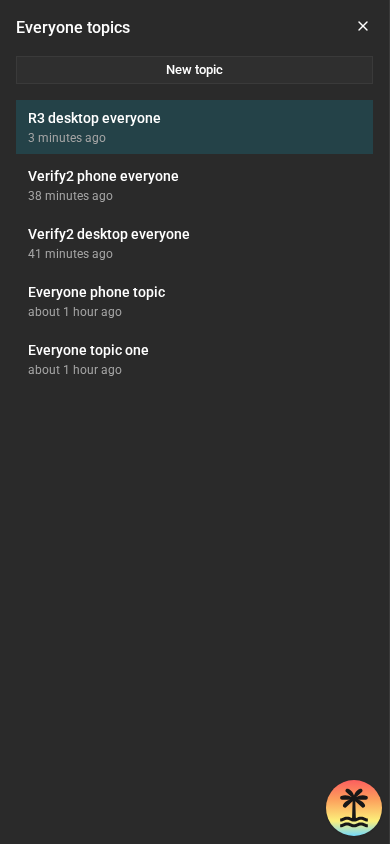 Everyone topics
New topic
R3 desktop everyone
3 minutes ago
Verify2 phone everyone
38 minutes ago
Verify2 desktop everyone
41 minutes ago
Everyone phone topic
about 1 hour ago
Everyone topic one
about 1 hour ago